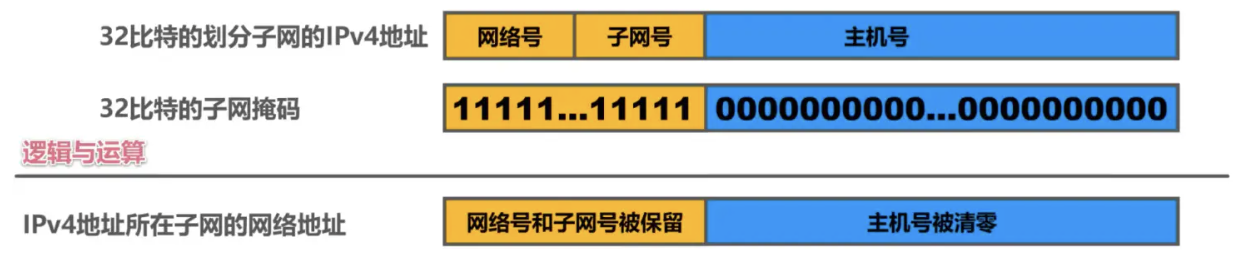 32比特的划分子网的IPv4地址 网络号 子网号 主机号
32比特的子网掩码 11111...11111 0000000000...0000000000
逻辑与运算
IPv4地址所在子网的网络地址 网络号和子网号被保留 主机号被清零